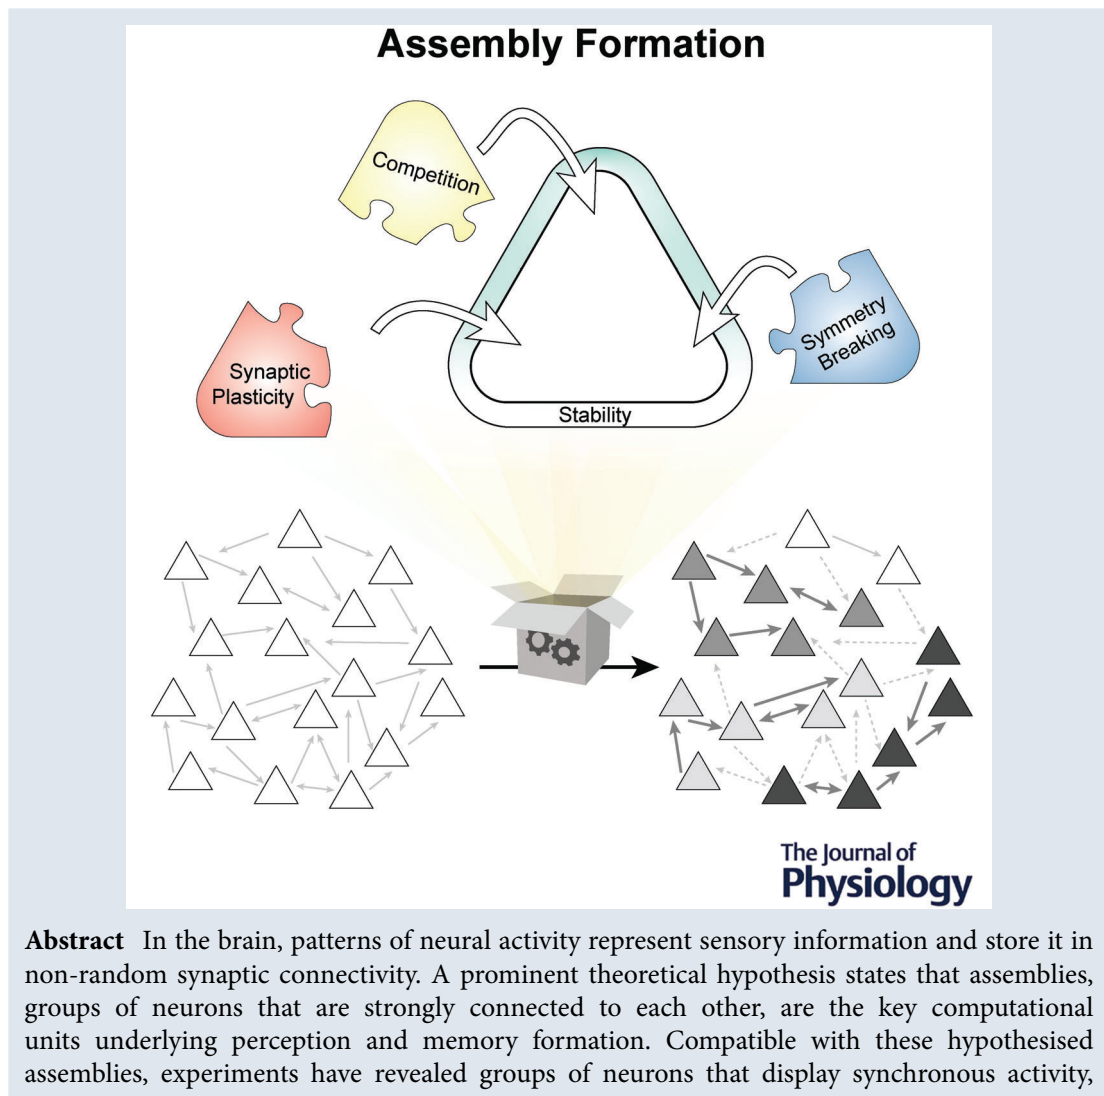 Assembly Formation
Competition
Symmetry
Breaking
Synaptic
Plasticity
Stability
The Journal of
Physiology
Abstract In the brain, patterns of neural activity represent sensory information and store it in
non-random synaptic connectivity. A prominent theoretical hypothesis states that assemblies,
groups of neurons that are strongly connected to each other, are the key computational
units underlying perception and memory formation. Compatible with these hypothesised
assemblies, experiments have revealed groups of neurons that display synchronous activity,